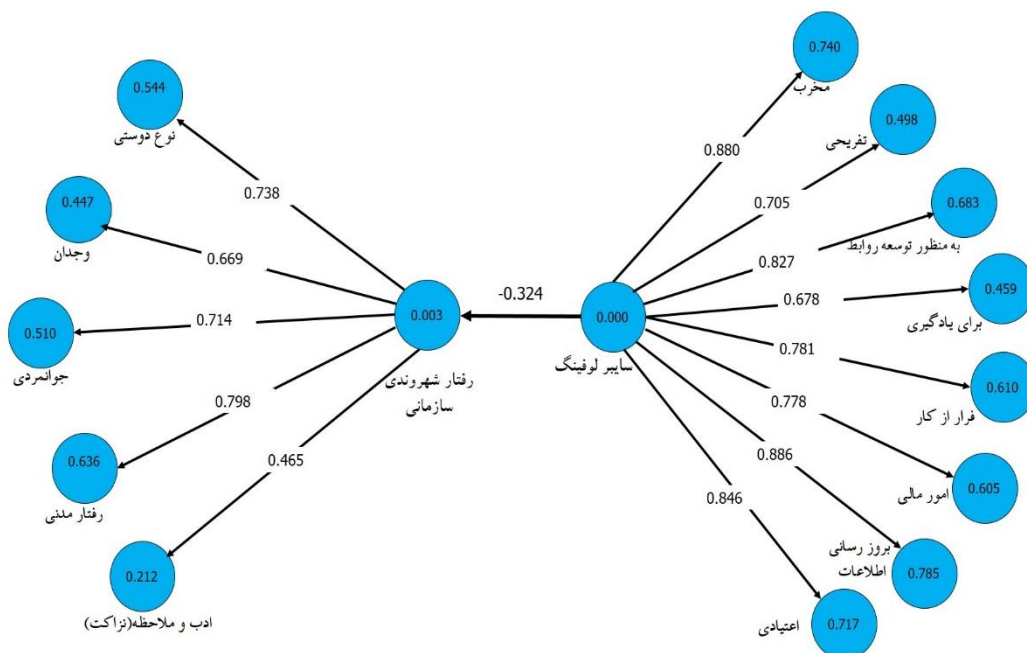 0.740
مخرب
0.544
نوع دوستی
0.498
تفریحی
0.880
0.738
0.705
0.447
وجدان
0.683
به منظور توسعه روابط
0.669
0.827
-0.324
0.678
0.459
برای یادگیری
0.510
جوانمردی
0.714
0.003
رفتار شهروندی
سازمانی
0.000
سایبر لوفینگ
0.781
0.610
فرار از کار
0.798
0.778
0.636
رفتار مدنی
0.465
0.886
0.605
امور مالی
0.846
0.212
ادب و ملاحظه(نزاکت)
بروز رسانی
اطلاعات
0.785
0.717
اعتیادی